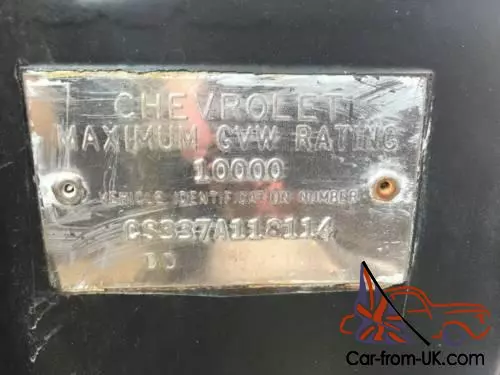 CHEVROLET
MAXIMUM GVW RATING
10000
VEHICLE IDENTIFICATION NUMBER
CS337A118114
Car-from-UK.com